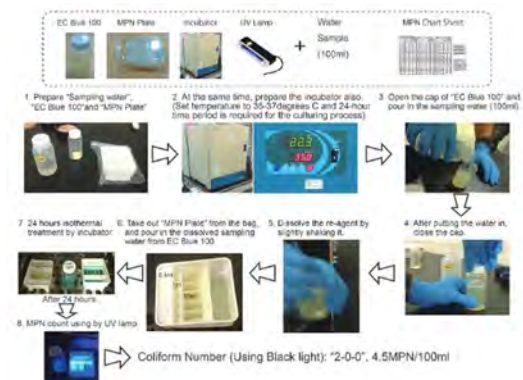 EC Blue 100
MPN Plate
Incubator
UV Lamp
+
Water
Sample
(100ml)
MPN Chart Sheet
1. Prepare "Sampling water",
"EC Blue 100"and "MPN Plate"
2. At the same time, prepare the incubator also.
(Set temperature to 35-37degrees C and 24-hour
time period is required for the culturing process)
3. Open the cap of "EC Blue 100" and
pour in the sampling water (100ml).
4. After putting the water in,
close the cap.
5. Dissolve the re-agent by
slightly shaking it.
6. Take out "MPN Plate" from the bag,
and pour in the dissolved sampling
water from EC Blue 100
7. 24 hours isothermal
treatment by incubator
After 24 hours
8. MPN count using by UV lamp
Coliform Number (Using Black light): "2-0-0", 4.5MPN/100ml